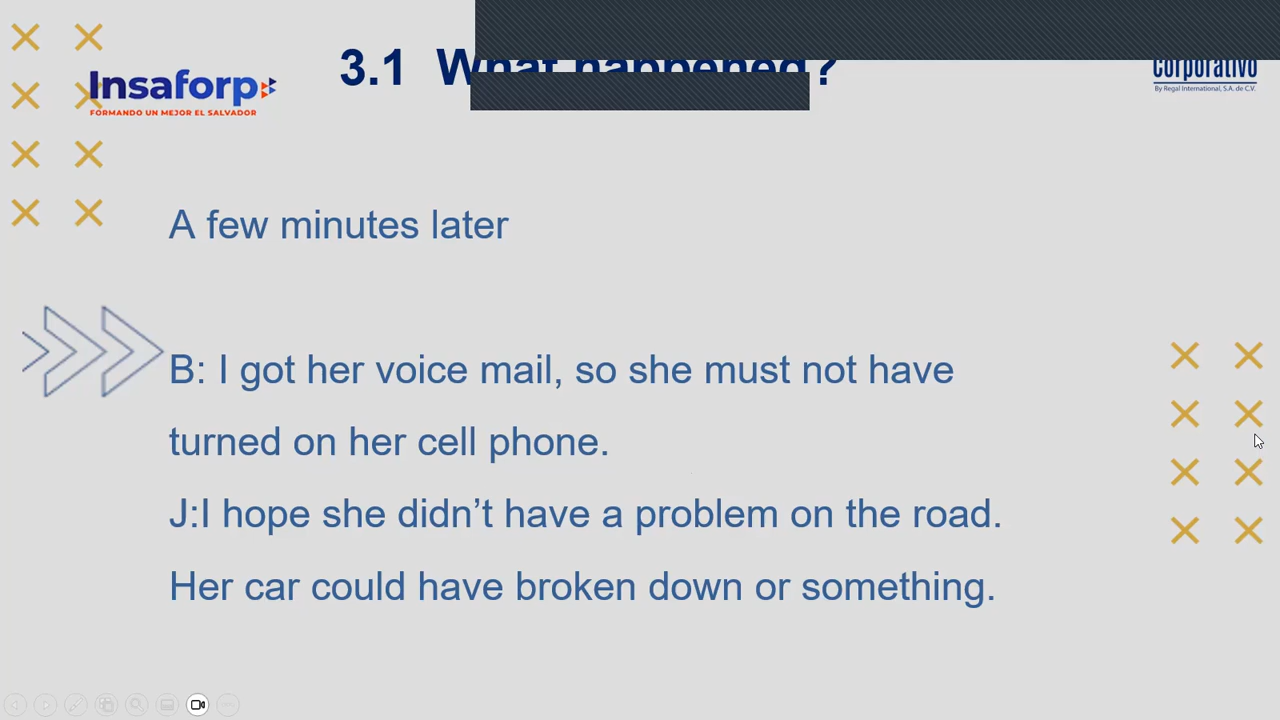 3.1 What happened?
Insaforp
FORMANDO UN MEJOR EL SALVADOR
corporativo
By Regal International, S.A. de C.V.
A few minutes later
B: I got her voice mail, so she must not have
turned on her cell phone.
J:I hope she didn’t have a problem on the road.
Her car could have broken down or something.